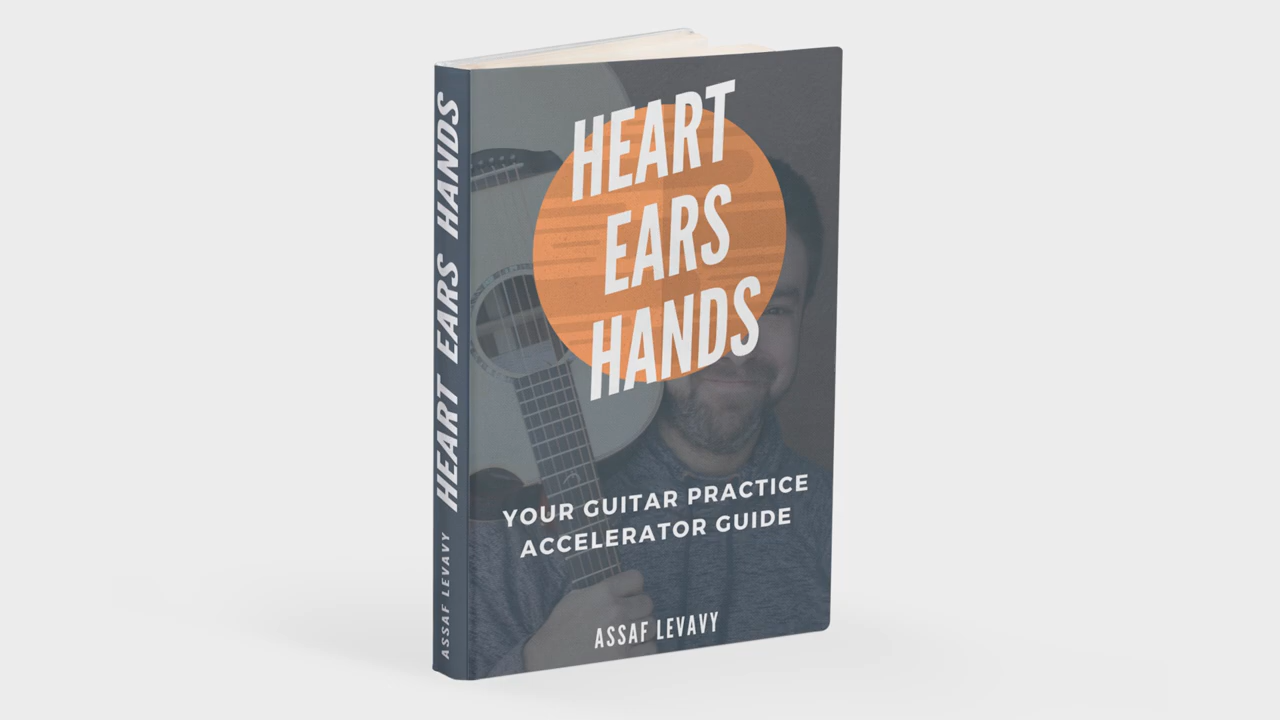 HEART EARS HANDS
ASSAF LEVAVY
HEART
EARS
HANDS
YOUR GUITAR PRACTICE
ACCELERATOR GUIDE
ASSAF LEVAVY